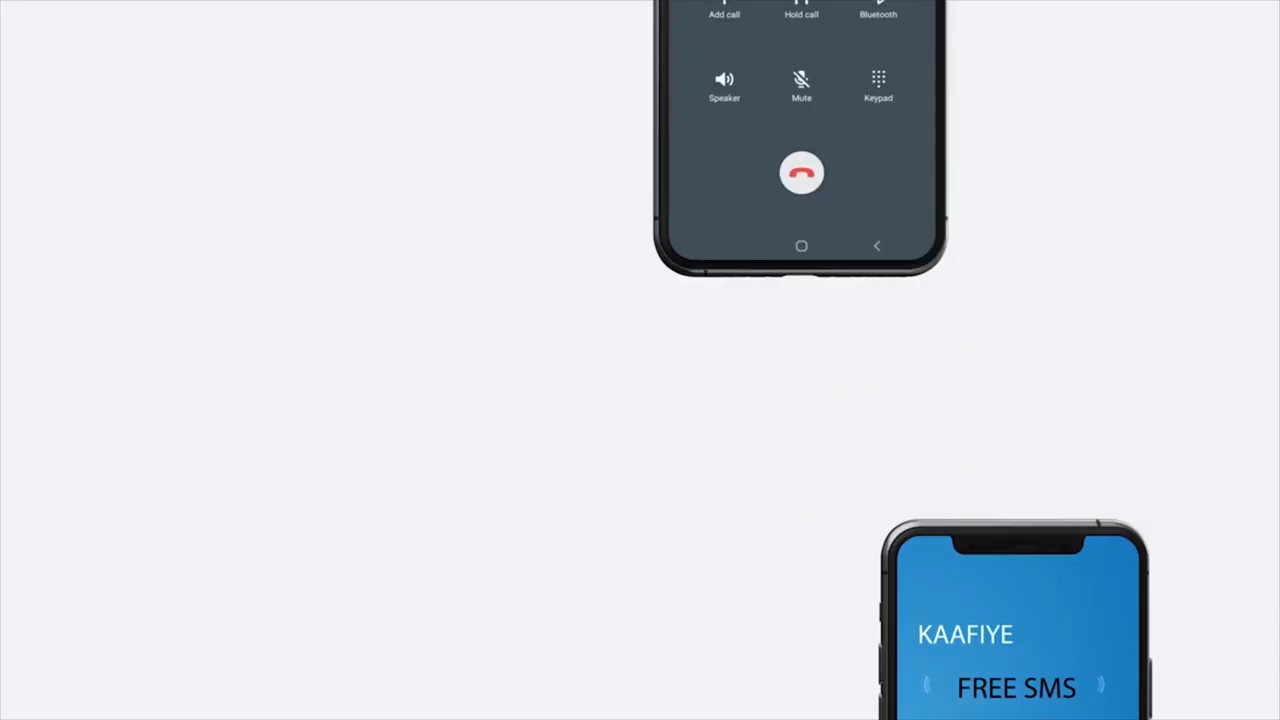 Add call Hold call Bluetooth
Speaker Mute Keypad
KAAFIYE
FREE SMS